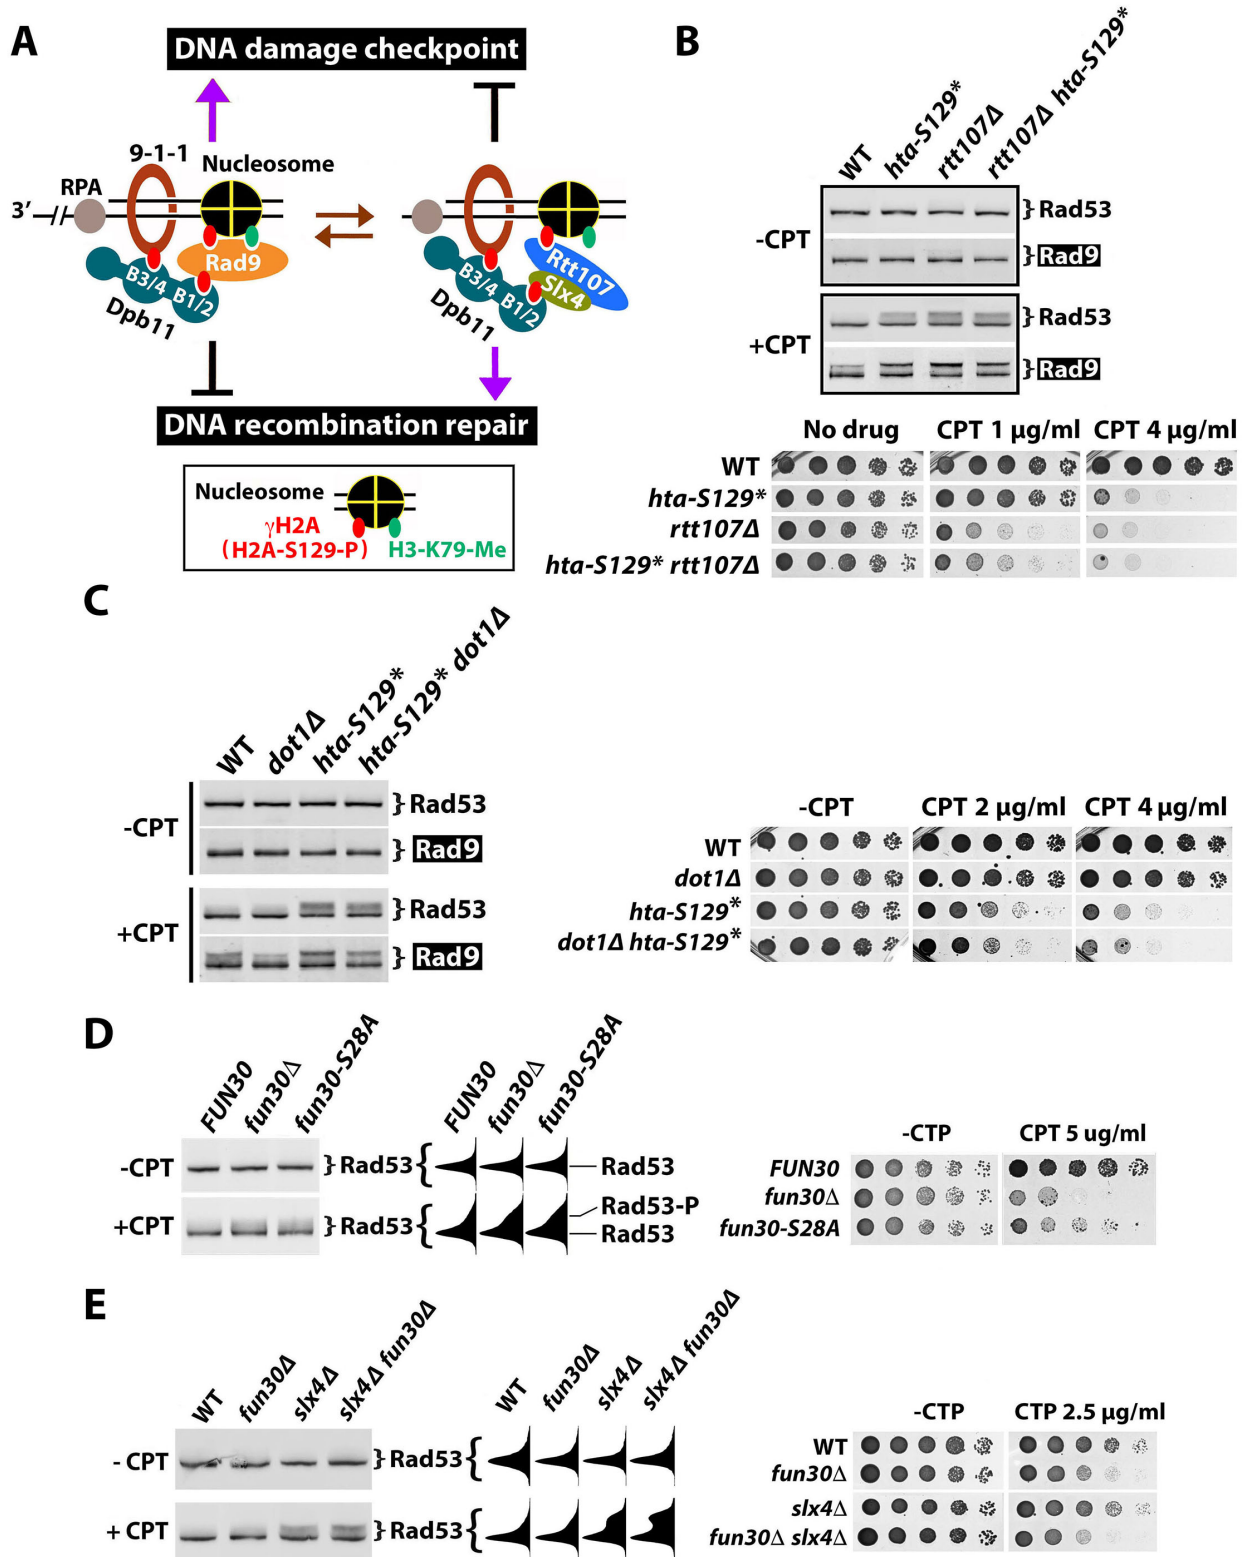 A
DNA damage checkpoint
9-1-1
Nucleosome
RPA
3′
Rad9
B3/4
B1/2
Dpb11
Rtt107
Slx4
B3/4
B1/2
Dpb11
DNA recombination repair
Nucleosome
γH2A
(H2A-S129-P)
H3-K79-Me
B
WT
hta-S129*
rtt107Δ
rtt107Δ hta-S129*
-CPT
}Rad53
}Rad9
+CPT
}Rad53
}Rad9
No drug
CPT 1 µg/ml
CPT 4 µg/ml
WT
hta-S129*
rtt107Δ
hta-S129* rtt107Δ
C
WT
dot1Δ
hta-S129*
hta-S129* dot1Δ
-CPT
}Rad53
}Rad9
+CPT
}Rad53
}Rad9
-CPT
CPT 2 µg/ml
CPT 4 µg/ml
WT
dot1Δ
hta-S129*
dot1Δ hta-S129*
D
FUN30
fun30Δ
fun30-S28A
FUN30
fun30Δ
fun30-S28A
-CPT
}Rad53{
Rad53
+CPT
}Rad53{
Rad53-P
Rad53
-CTP
CPT 5 ug/ml
FUN30
fun30Δ
fun30-S28A
E
WT
fun30Δ
slx4Δ
slx4Δ fun30Δ
WT
fun30Δ
slx4Δ
slx4Δ fun30Δ
- CPT
}Rad53{
+ CPT
}Rad53{
-CTP
CTP 2.5 µg/ml
WT
fun30Δ
slx4Δ
fun30Δ slx4Δ